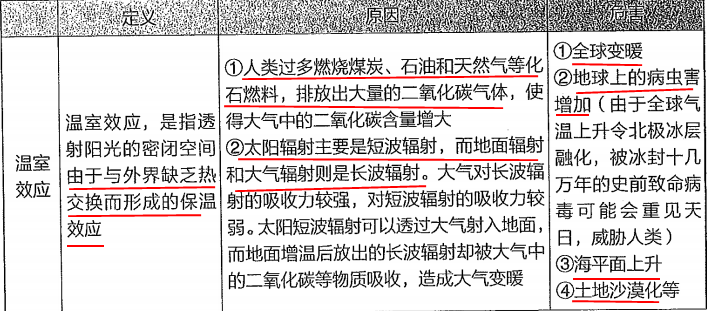 定义
原因
危害
温室
效应
温室效应，是指透
射阳光的密闭空间
由于与外界缺乏热
交换而形成的保温
效应
①人类过多燃烧煤炭、石油和天然气等化
石燃料，排放出大量的二氧化碳气体，使
得大气中的二氧化碳含量增大
②太阳辐射主要是短波辐射，而地面辐射
和大气辐射则是长波辐射。大气对长波辐
射的吸收力较强，对短波辐射的吸收力较
弱。太阳短波辐射可以透过大气射入地面，
而地面增温后放出的长波辐射却被大气中
的二氧化碳等物质吸收，造成大气变暖
①全球变暖
②地球上的病虫害
增加（由于全球气
温上升令北极冰层
融化，被冰封十几
万年的史前致命病
毒可能会重见天
日，威胁人类）
③海平面上升
④土地沙漠化等